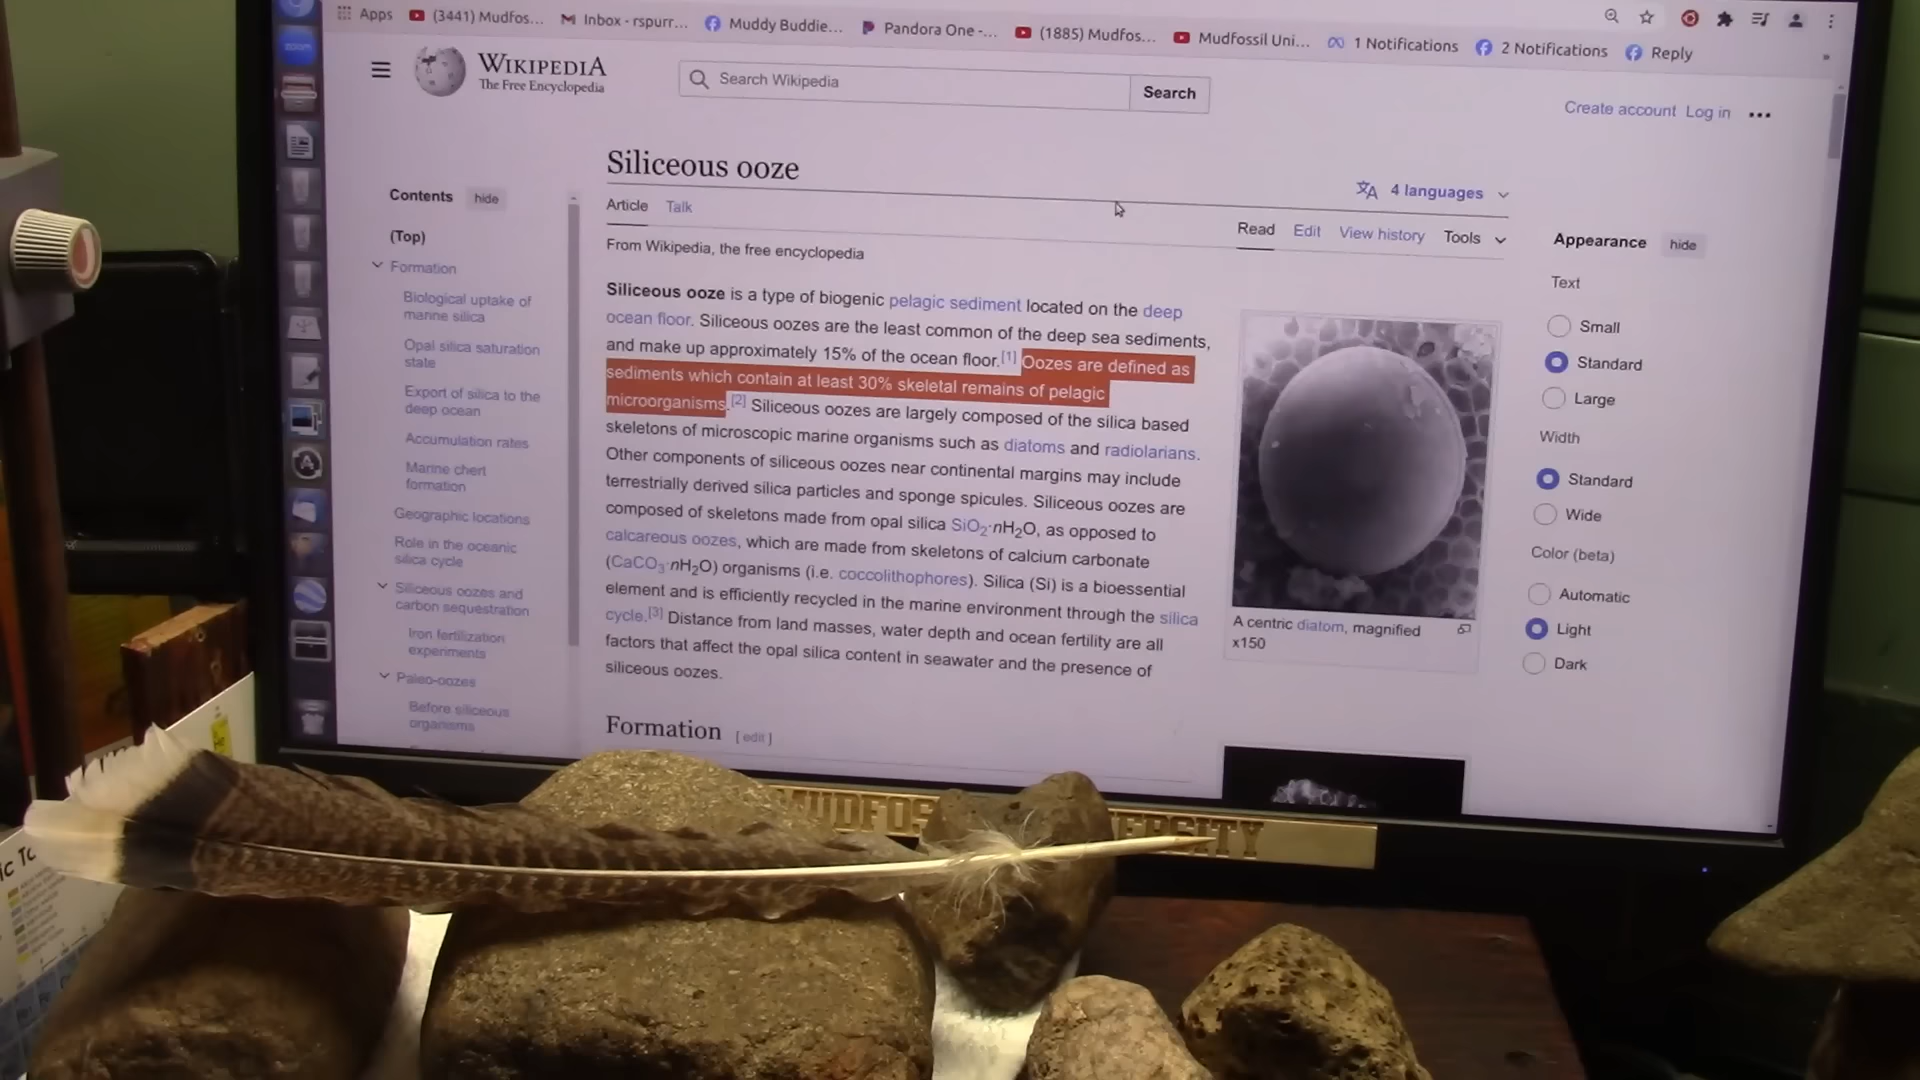 Apps (3441) Mudfos... Inbox - rspurr... Muddy Buddie... Pandora One -... (1885) Mudfos... Mudfossil Uni... 1 Notifications 2 Notifications Reply »
zoom
WIKIPEDIA
The Free Encyclopedia
Search Wikipedia
Search
Create account Log in
Siliceous ooze
4 languages
Article Talk
Read Edit View history Tools
From Wikipedia, the free encyclopedia
Contents hide
(Top)
Formation
Biological uptake of
marine silica
Opal silica saturation
state
Export of silica to the
deep ocean
Accumulation rates
Marine chert
formation
Geographic locations
Role in the oceanic
silica cycle
Siliceous oozes and
carbon sequestration
Iron fertilization
experiments
Paleo-oozes
Before siliceous
organisms
Siliceous ooze is a type of biogenic pelagic sediment located on the deep
ocean floor. Siliceous oozes are the least common of the deep sea sediments,
and make up approximately 15% of the ocean floor.[1] Oozes are defined as
sediments which contain at least 30% skeletal remains of pelagic
microorganisms.[2] Siliceous oozes are largely composed of the silica based
skeletons of microscopic marine organisms such as diatoms and radiolarians.
Other components of siliceous oozes near continental margins may include
terrestrially derived silica particles and sponge spicules. Siliceous oozes are
composed of skeletons made from opal silica SiO2·nH2O, as opposed to
calcareous oozes, which are made from skeletons of calcium carbonate
(CaCO3·nH2O) organisms (i.e. coccolithophores). Silica (Si) is a bioessential
element and is efficiently recycled in the marine environment through the silica
cycle.[3] Distance from land masses, water depth and ocean fertility are all
factors that affect the opal silica content in seawater and the presence of
siliceous oozes.
Formation [ edit ]
A centric diatom, magnified
x150
Appearance hide
Text
Small
Standard
Large
Width
Standard
Wide
Color (beta)
Automatic
Light
Dark
MUDFOS ERSITY